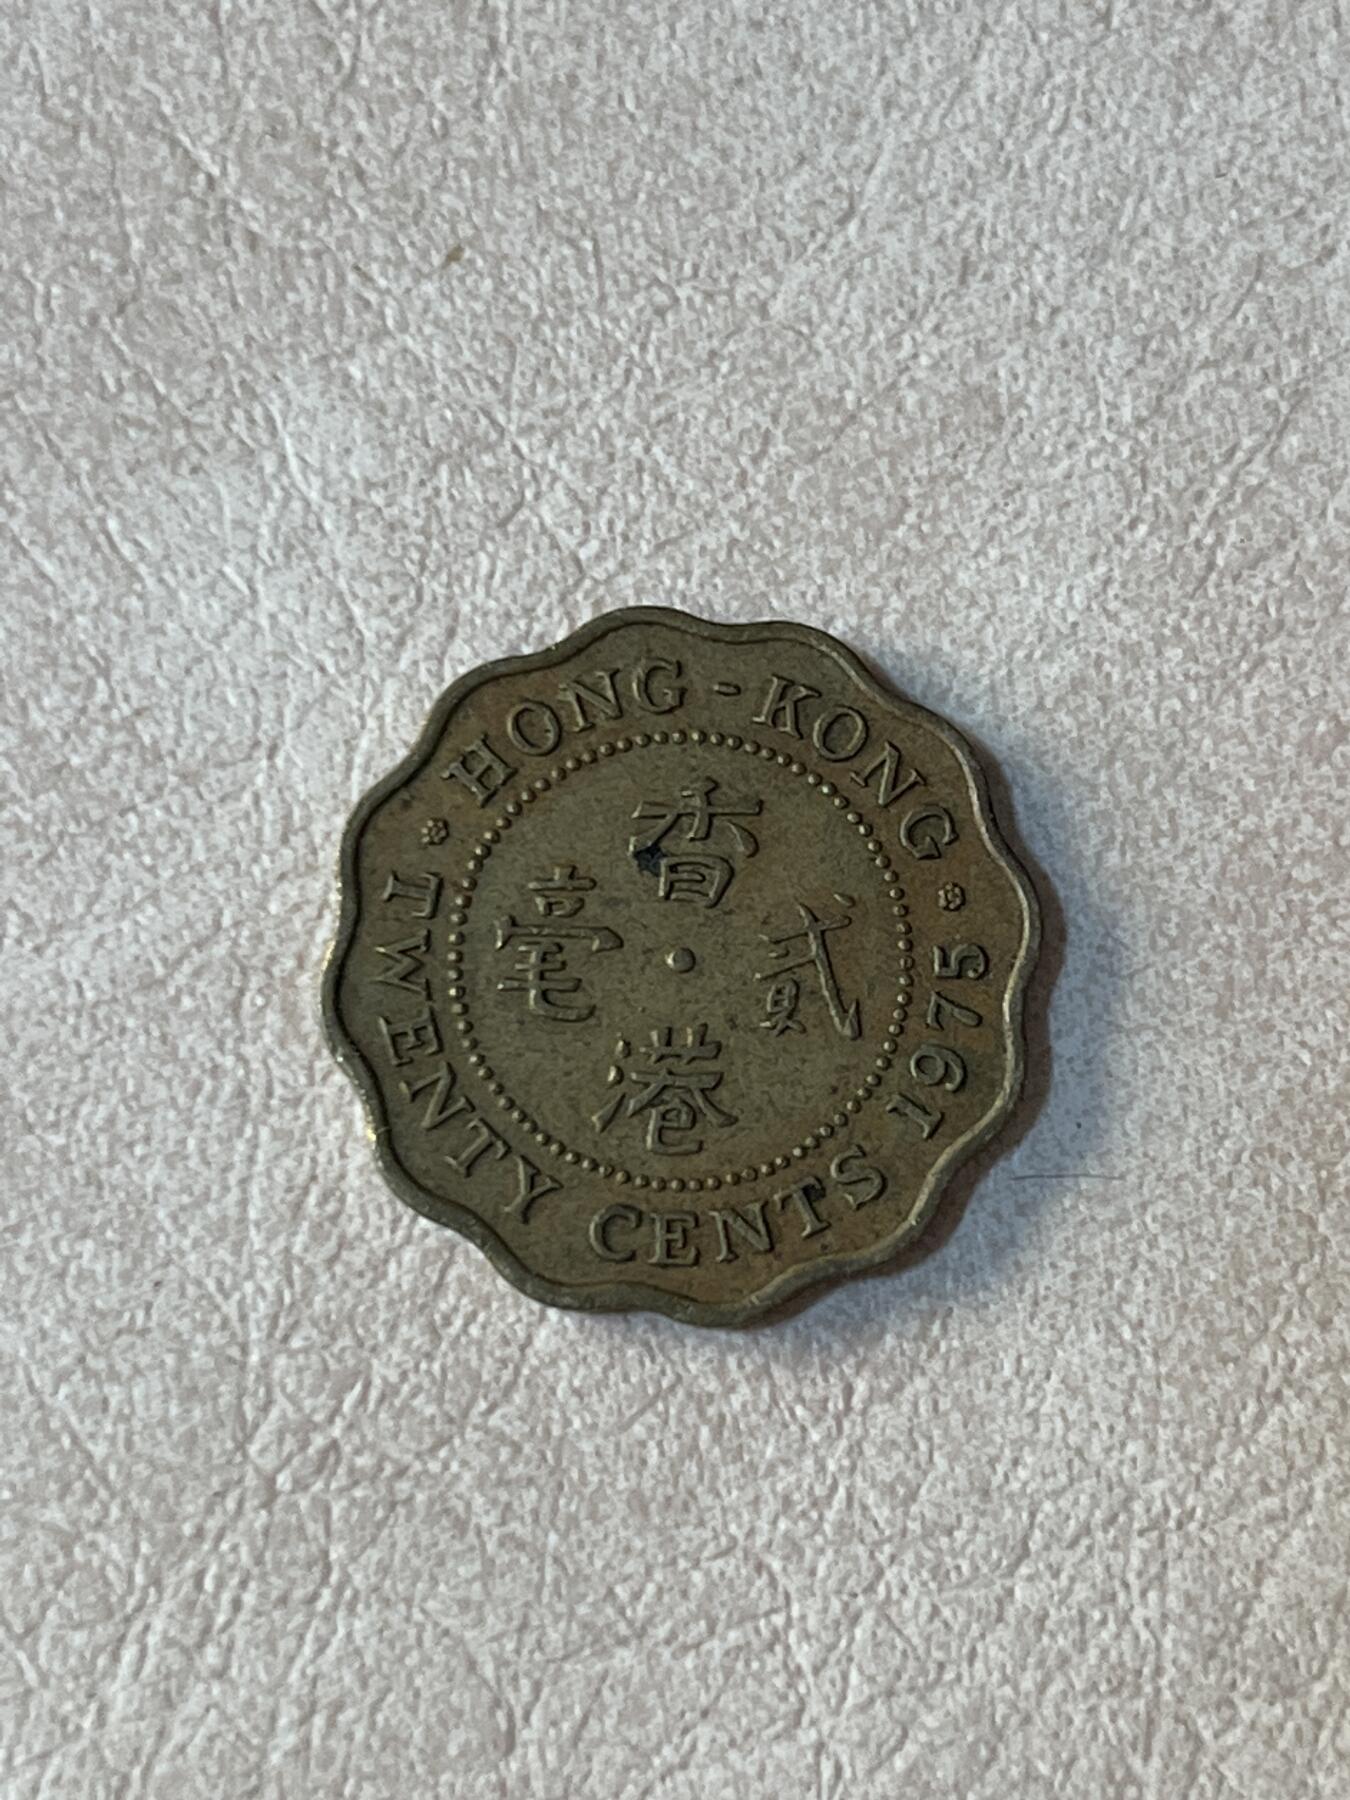 HONG-KONG
1975
TWENTY CENTS
香港
貳毫